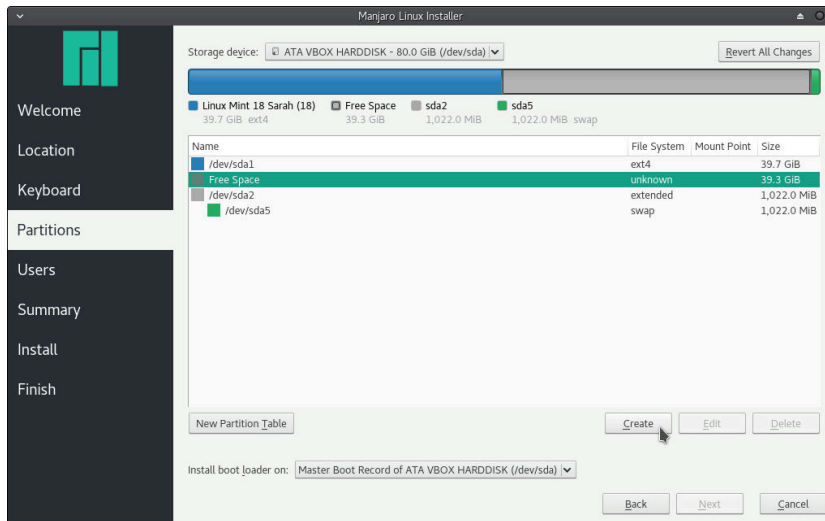 Manjaro Linux Installer
Storage device: ATA VBOX HARDDISK - 80.0 GiB (/dev/sda) Revert All Changes
Linux Mint 18 Sarah (18) Free Space sda2 sda5
39.7 GiB ext4 39.3 GiB 1,022.0 MiB 1,022.0 MiB swap
Welcome
Location
Keyboard
Partitions
Users
Summary
Install
Finish
Name File System Mount Point Size
/dev/sda1 ext4 39.7 GiB
Free Space unknown 39.3 GiB
/dev/sda2 extended 1,022.0 MiB
/dev/sda5 swap 1,022.0 MiB
New Partition Table Create Edit Delete
Install boot loader on: Master Boot Record of ATA VBOX HARDDISK (/dev/sda)
Back Next Cancel